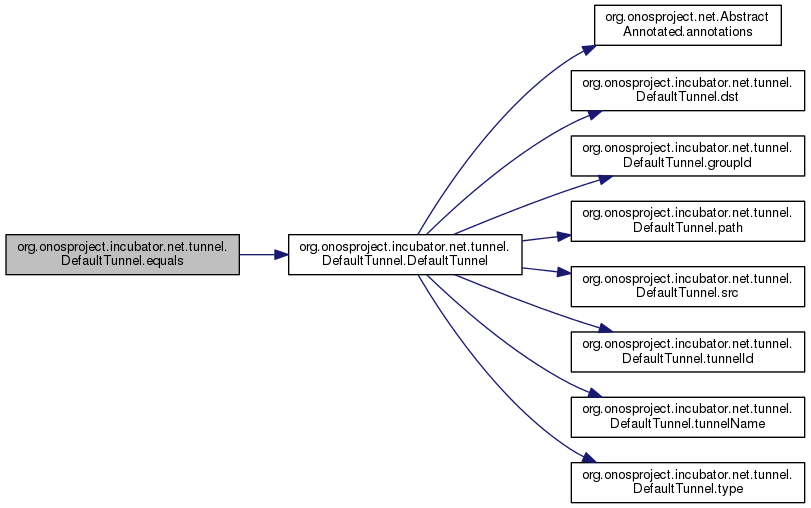 org.onosproject.net.Abstract
Annotated.annotations
org.onosproject.incubator.net.tunnel.
DefaultTunnel.dst
org.onosproject.incubator.net.tunnel.
DefaultTunnel.groupId
org.onosproject.incubator.net.tunnel.
DefaultTunnel.path
org.onosproject.incubator.net.tunnel.
DefaultTunnel.equals
org.onosproject.incubator.net.tunnel.
DefaultTunnel.DefaultTunnel
org.onosproject.incubator.net.tunnel.
DefaultTunnel.src
org.onosproject.incubator.net.tunnel.
DefaultTunnel.tunnelId
org.onosproject.incubator.net.tunnel.
DefaultTunnel.tunnelName
org.onosproject.incubator.net.tunnel.
DefaultTunnel.type